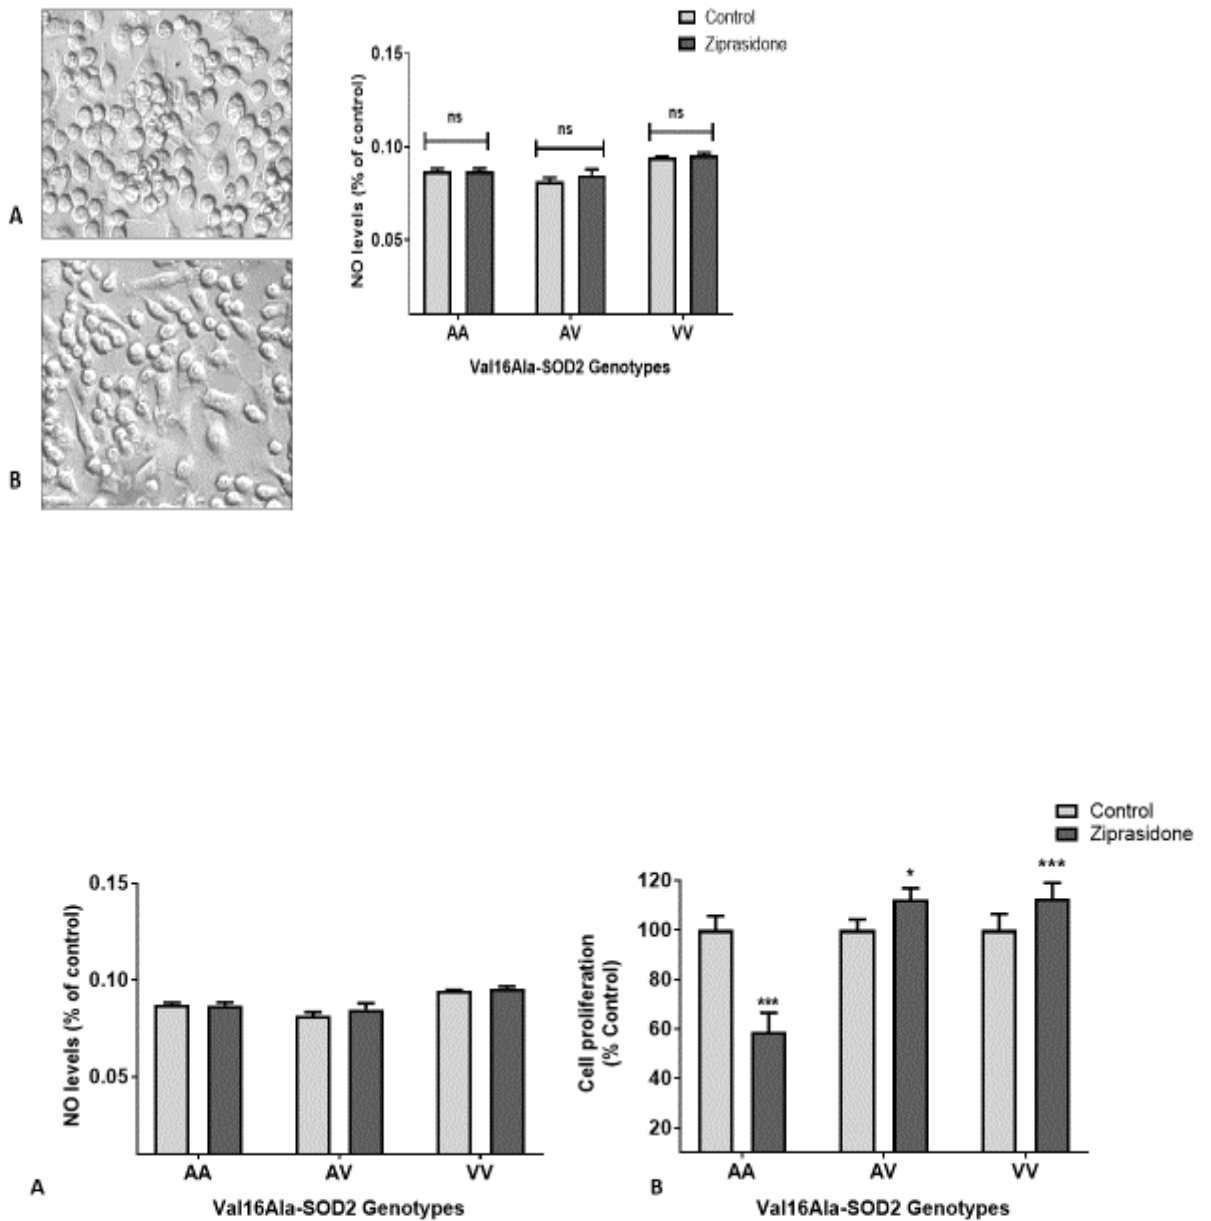 A
B
Control
Ziprasidone
NO levels (% of control)
0.15
0.10
0.05
ns
ns
ns
AA AV VV
Val16Ala-SOD2 Genotypes
NO levels (% of control)
0.15
0.10
0.05
AA AV VV
A
Val16Ala-SOD2 Genotypes
Control
Ziprasidone
Cell proliferation
(% Control)
120
100
80
60
40
20
***
*
***
AA AV VV
B
Val16Ala-SOD2 Genotypes